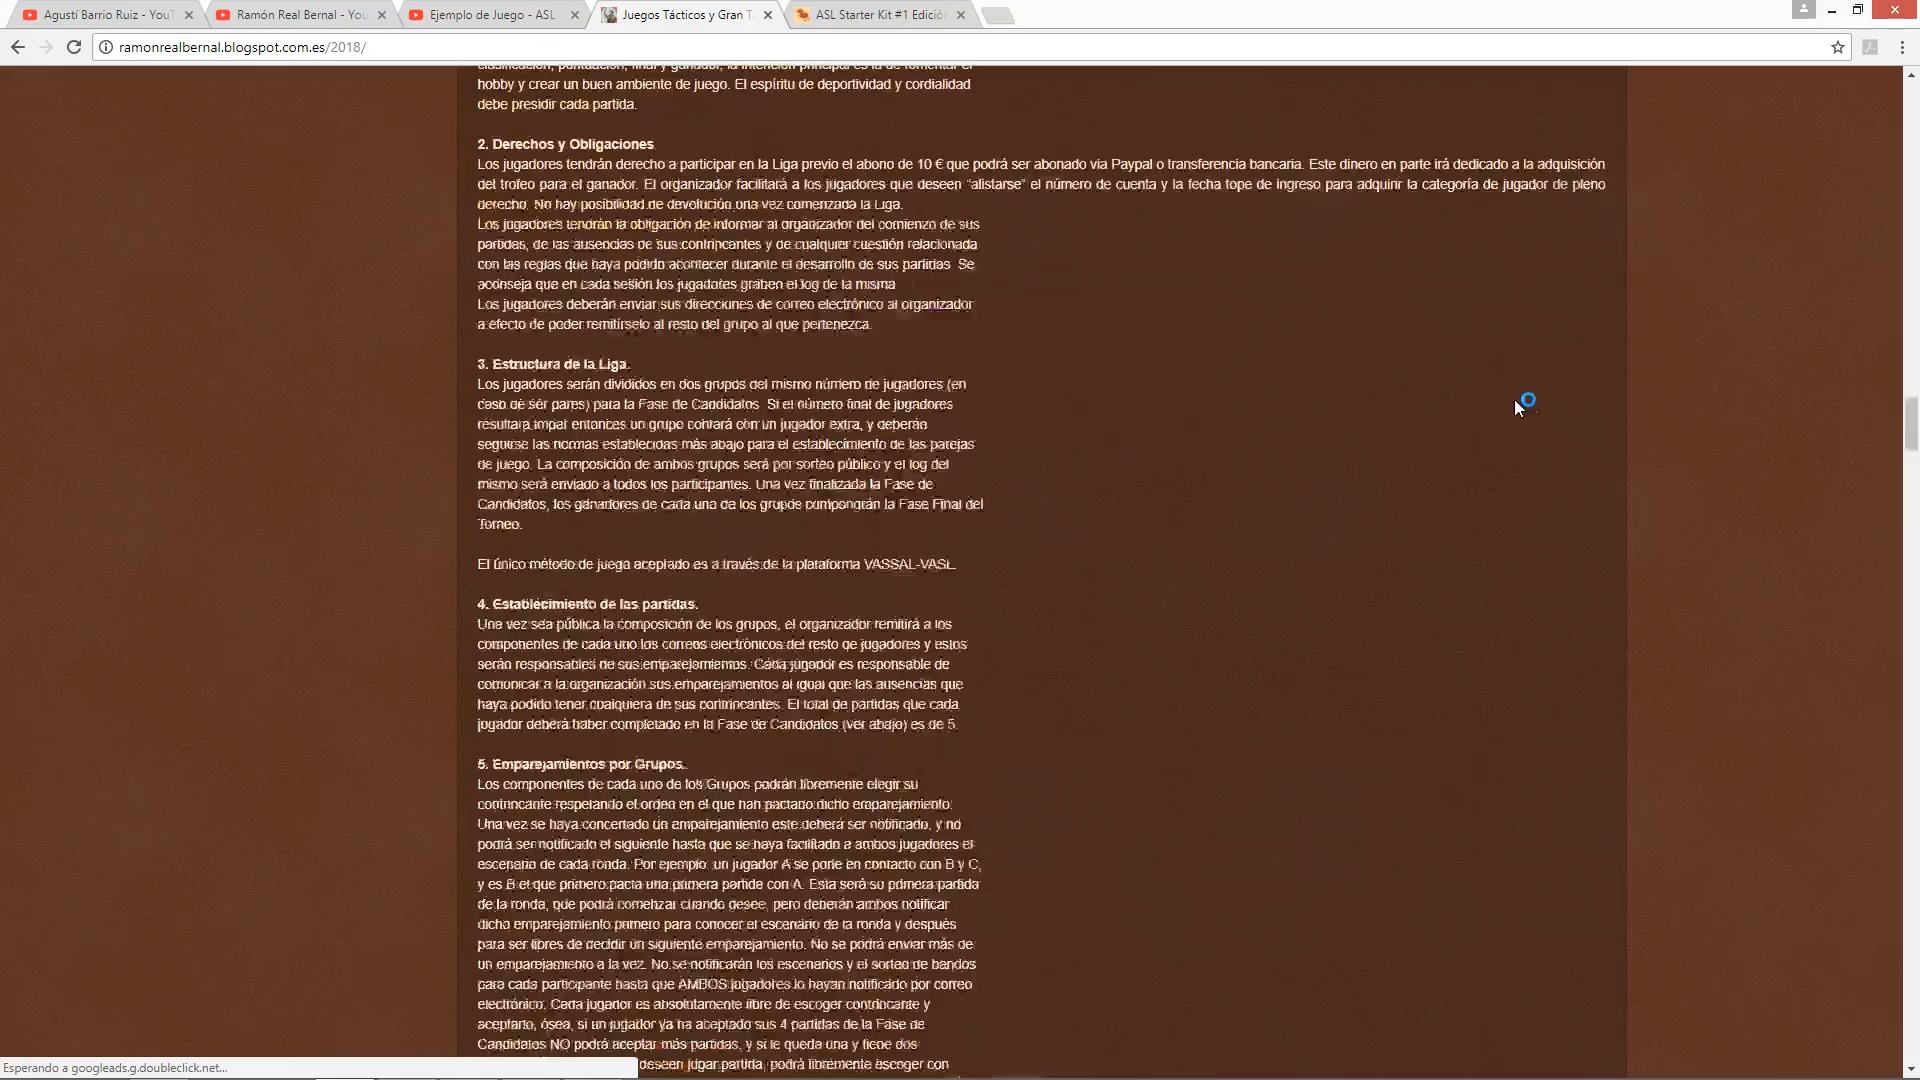 Agustí Barrio Ruiz - YouT
Ramón Real Bernal - You
Ejemplo de Juego - ASL
Juegos Tácticos y Gran T
ASL Starter Kit #1 Edició
ramonrealbernal.blogspot.com.es/2018/
hobby y crear un buen ambiente de juego. El espíritu de deportividad y cordialidad
debe presidir cada partida.
2. Derechos y Obligaciones
Los jugadores tendrán derecho a participar en la Liga previo el abono de 10 € que podrá ser abonado via Paypal o transferencia bancaria. Este dinero en parte irá dedicado a la adquisición
del trofeo para el ganador. El organizador facilitará a los jugadores que deseen “alistarse” el número de cuenta y la fecha tope de ingreso para adquirir la categoría de jugador de pleno
derecho. No hay posibilidad de devolución una vez comenzada la Liga.
Los jugadores tendrán la obligación de informar al organizador del comienzo de sus
partidas, de las ausencias de sus contrincantes y de cualquier cuestión relacionada
con las reglas que haya podido acontecer durante el desarrollo de sus partidas. Se
aconseja que en cada sesión los jugadores graben el log de la misma
Los jugadores deberán enviar sus direcciones de correo electrónico al organizador
a efecto de poder remitírselo al resto del grupo al que pertenezca.
3. Estructura de la Liga.
Los jugadores serán divididos en dos grupos del mismo número de jugadores (en
caso de ser pares) para la Fase de Candidatos. Si el número final de jugadores
resultara impar entonces un grupo contará con un jugador extra, y deberán
seguirse las normas establecidas más abajo para el establecimiento de las parejas
de juego. La composición de ambos grupos será por sorteo público y el log del
mismo será enviado a todos los participantes. Una vez finalizada la Fase de
Candidatos, los ganadores de cada uno de los grupos compongrán la Fase Final del
Torneo.
El único método de juego aceptado es a través de la plataforma VASSAL-VASL.
4. Establecimiento de las partidas.
Una vez sea pública la composición de los grupos, el organizador remitirá a los
componentes de cada uno los correos electrónicos del resto de jugadores y estos
serán responsables de sus emparejamientos. Cada jugador es responsable de
comunicar a la organización sus emparejamientos al igual que las ausencias que
haya podido tener cualquiera de sus contrincantes. El total de partidas que cada
jugador deberá haber completado en la Fase de Candidatos (ver abajo) es de 5.
5. Emparejamientos por Grupos.
Los componentes de cada uno de los Grupos podrán libremente elegir su
contrincante respetando el orden en el que han pactado dicho emparejamiento.
Una vez se haya concertado un emparejamiento este deberá ser notificado, y no
podrá ser notificado el siguiente hasta que se haya facilitado a ambos jugadores el
escenario de cada ronda. Por ejemplo: un jugador A se pone en contacto con B y C,
y es B el que primero pacta una primera partida con A. Esta será su primera partida
de la ronda, que podrá comenzar cuando desee, pero deberán ambos notificar
dicho emparejamiento primero para conocer el escenario de la ronda y después
para ser libres de decidir un siguiente emparejamiento. No se podrá enviar más de
un emparejamiento a la vez. No se notificarán los escenarios y el sorteo de bandos
para cada participante hasta que AMBOS jugadores lo hayan notificado por correo
electrónico. Cada jugador es absolutamente libre de escoger contrincante y
aceptarlo, ósea, si un jugador ya ha aceptado sus 4 partidas de la Fase de
Candidatos NO podrá aceptar más partidas, y si le queda una y tiene dos
deseen jugar partida, podrá libremente escoger con
Esperando a googleads.g.doubleclick.net...